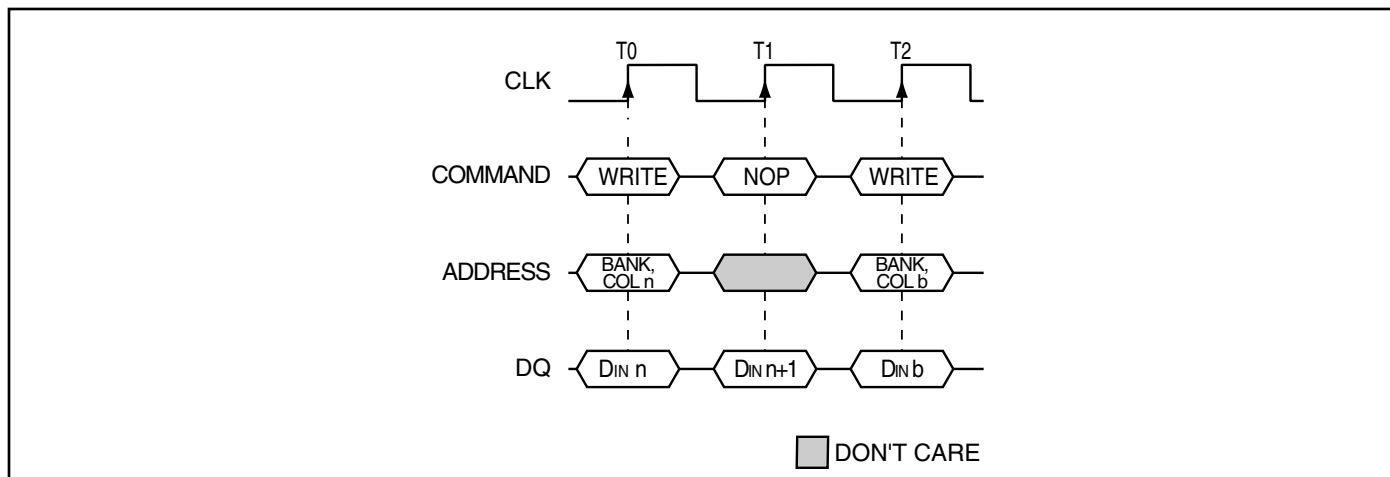 T0 T1 T2
CLK
COMMAND WRITE NOP WRITE
ADDRESS BANK, COL n BANK, COL b
DQ DIN n DIN n+1 DIN b
DON'T CARE